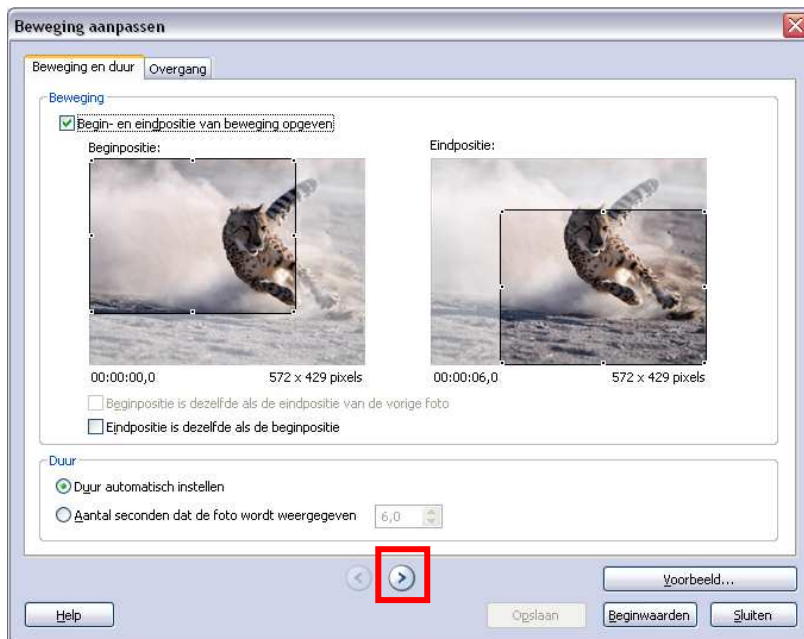 Beweging aanpassen
Beweging en duur Overgang
Beweging
Begin- en eindpositie van beweging opgeven
Beginpositie: Eindpositie:
00:00:00,0 572 x 429 pixels 00:00:06,0 572 x 429 pixels
Beginpositie is dezelfde als de eindpositie van de vorige foto
Eindpositie is dezelfde als de beginpositie
Duur
Duur automatisch instellen
Aantal seconden dat de foto wordt weergegeven 6,0
Voorbeeld...
Help Opslaan Beginwaarden Sluiten